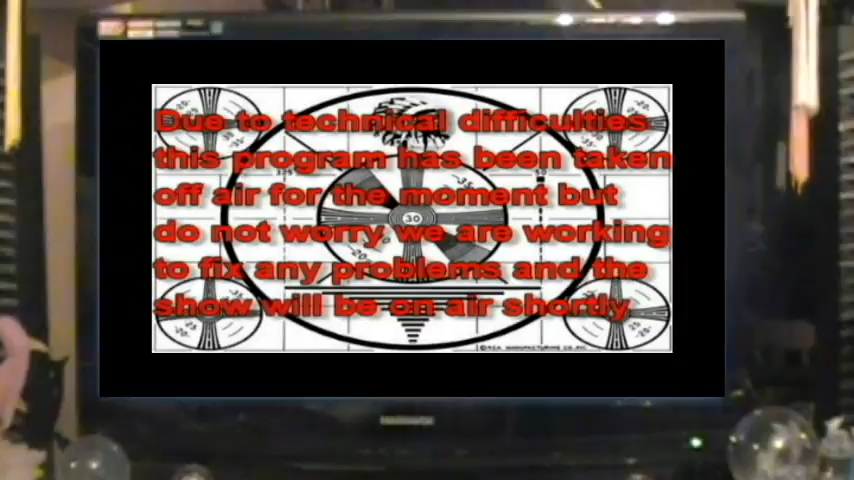 Due to technical difficulties
this program has been taken
off air for the moment but
do not worry we are working
to fix any problems and the
show will be on air shortly
30